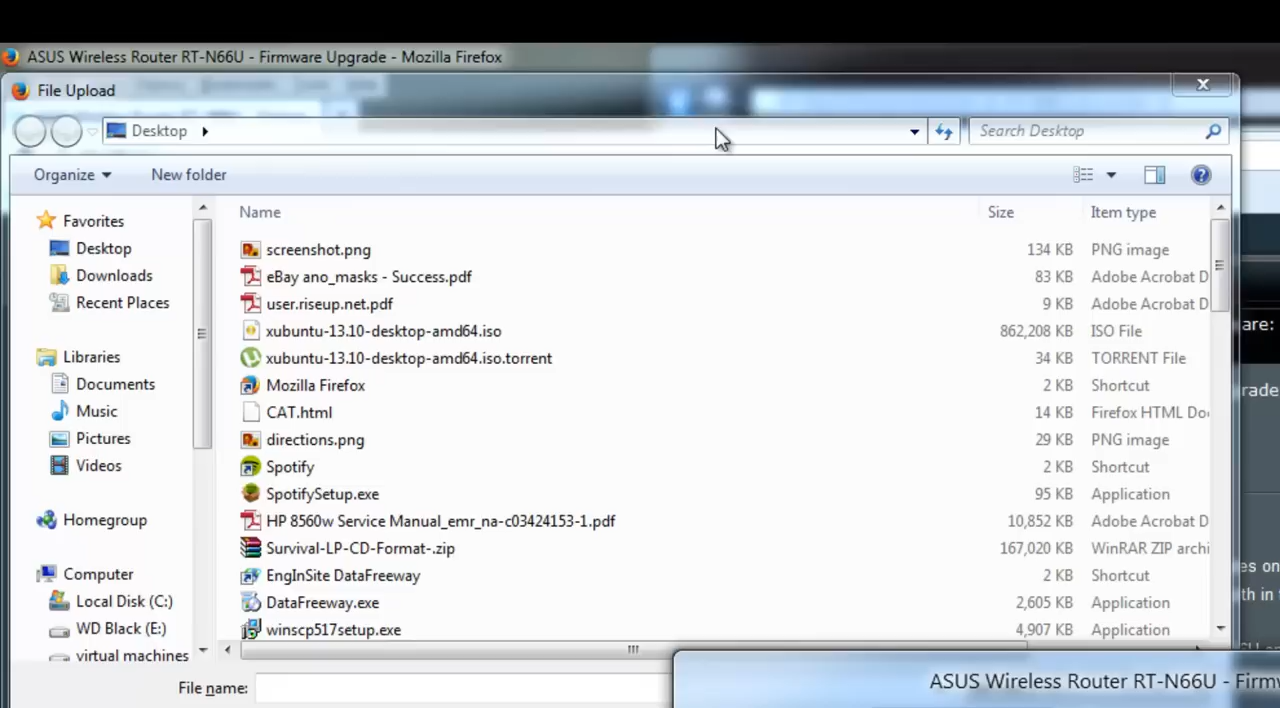 ASUS Wireless Router RT-N66U - Firmware Upgrade - Mozilla Firefox
File Upload
Desktop
Search Desktop
Organize
New folder
Name Size Item type
Favorites
Desktop
Downloads
Recent Places
Libraries
Documents
Music
Pictures
Videos
Homegroup
Computer
Local Disk (C:)
WD Black (E:)
virtual machines
screenshot.png 134 KB PNG image
eBay ano_masks - Success.pdf 83 KB Adobe Acrobat D
user.riseup.net.pdf 9 KB Adobe Acrobat D
xubuntu-13.10-desktop-amd64.iso 862,208 KB ISO File
xubuntu-13.10-desktop-amd64.iso.torrent 34 KB TORRENT File
Mozilla Firefox 2 KB Shortcut
CAT.html 14 KB Firefox HTML Do
directions.png 29 KB PNG image
Spotify 2 KB Shortcut
SpotifySetup.exe 95 KB Application
HP 8560w Service Manual_emr_na-c03424153-1.pdf 10,852 KB Adobe Acrobat D
Survival-LP-CD-Format-.zip 167,020 KB WinRAR ZIP archi
EngInSite DataFreeway 2 KB Shortcut
DataFreeway.exe 2,605 KB Application
winscp517setup.exe 4,907 KB Application
are:
rade
es on
th in
File name:
ASUS Wireless Router RT-N66U - Firmw